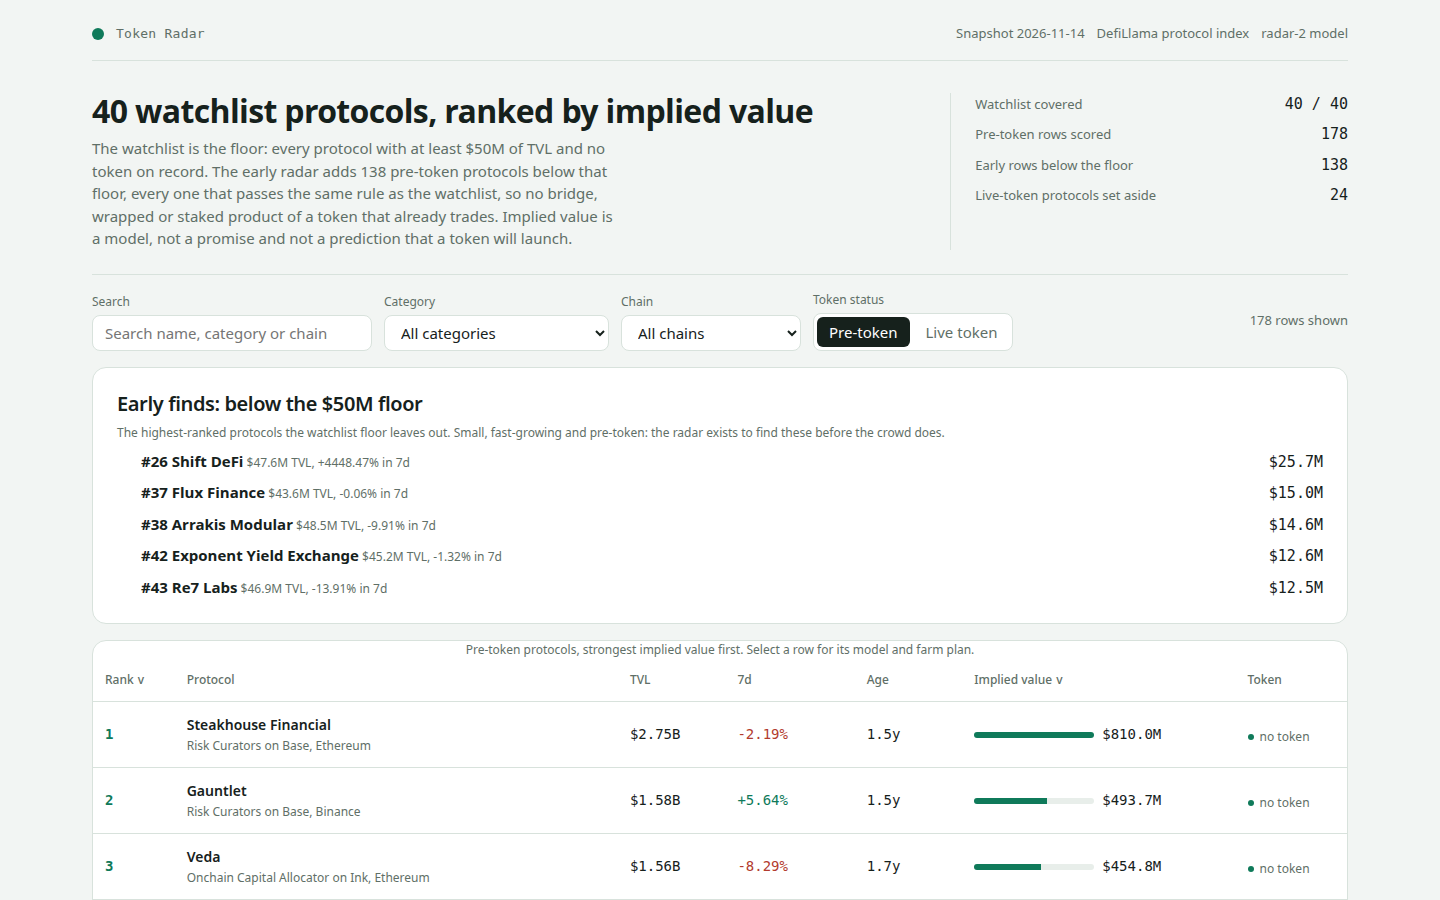 Token Radar
Snapshot 2026-11-14 DefiLlama protocol index radar-2 model
40 watchlist protocols, ranked by implied value
The watchlist is the floor: every protocol with at least $50M of TVL and no
token on record. The early radar adds 138 pre-token protocols below that
floor, every one that passes the same rule as the watchlist, so no bridge,
wrapped or staked product of a token that already trades. Implied value is
a model, not a promise and not a prediction that a token will launch.
Watchlist covered 40 / 40
Pre-token rows scored 178
Early rows below the floor 138
Live-token protocols set aside 24
Search
Search name, category or chain
Category
All categories
Chain
All chains
Token status
Pre-token Live token
178 rows shown
Early finds: below the $50M floor
The highest-ranked protocols the watchlist floor leaves out. Small, fast-growing and pre-token: the radar exists to find these before the crowd does.
#26 Shift DeFi $47.6M TVL, +4448.47% in 7d $25.7M
#37 Flux Finance $43.6M TVL, -0.06% in 7d $15.0M
#38 Arrakis Modular $48.5M TVL, -9.91% in 7d $14.6M
#42 Exponent Yield Exchange $45.2M TVL, -1.32% in 7d $12.6M
#43 Re7 Labs $46.9M TVL, -13.91% in 7d $12.5M
Pre-token protocols, strongest implied value first. Select a row for its model and farm plan.
Rank v Protocol TVL 7d Age Implied value v Token
1 Steakhouse Financial $2.75B -2.19% 1.5y $810.0M no token
Risk Curators on Base, Ethereum
2 Gauntlet $1.58B +5.64% 1.5y $493.7M no token
Risk Curators on Base, Binance
3 Veda $1.56B -8.29% 1.7y $454.8M no token
Onchain Capital Allocator on Ink, Ethereum